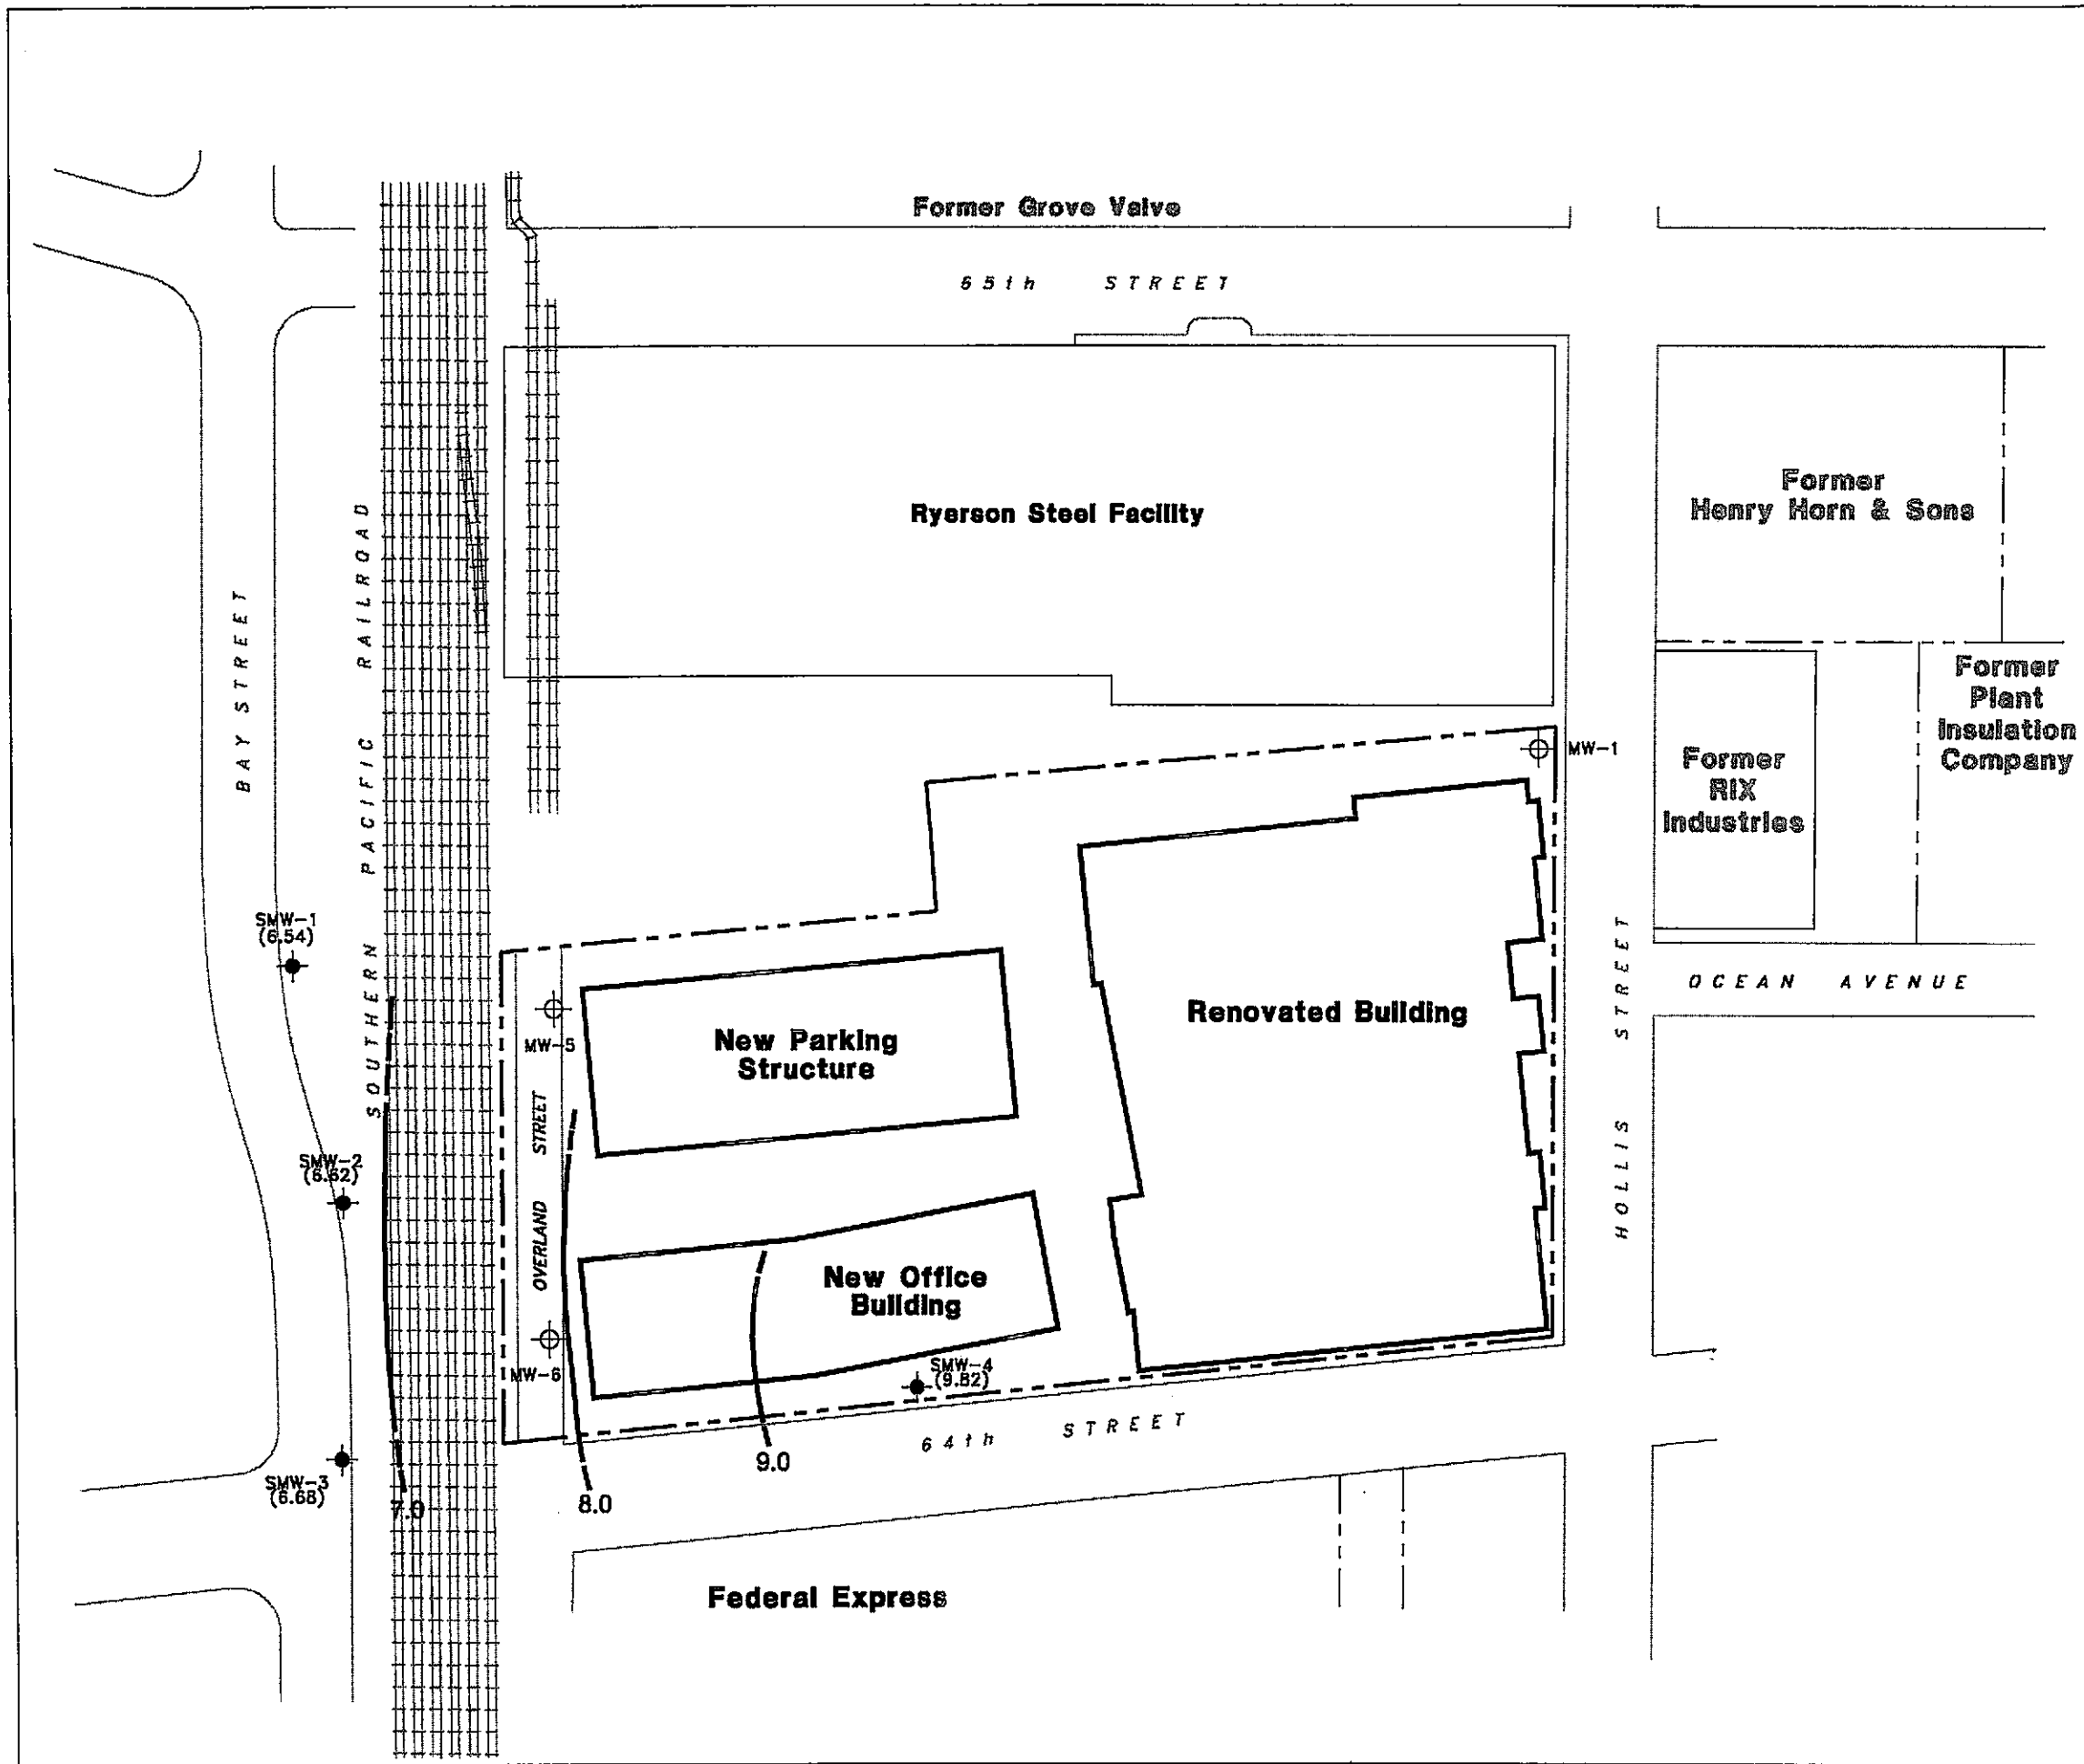 Former Grove Valve
65th STREET
Ryerson Steel Facility
Former
Henry Horn & Sons
Former
Plant
Insulation
Company
Former
RIX
Industries
MW-1
BAY STREET
SOUTHERN PACIFIC RAILROAD
SMW-1
(6.54)
MW-5
New Parking
Structure
Renovated Building
HOLLIS STREET
OCEAN AVENUE
OVERLAND STREET
SMW-2
(6.62)
New Office
Building
MW-6
SMW-4
(9.82)
64th STREET
9.0
SMW-3
(6.68)
7.0
8.0
Federal Express